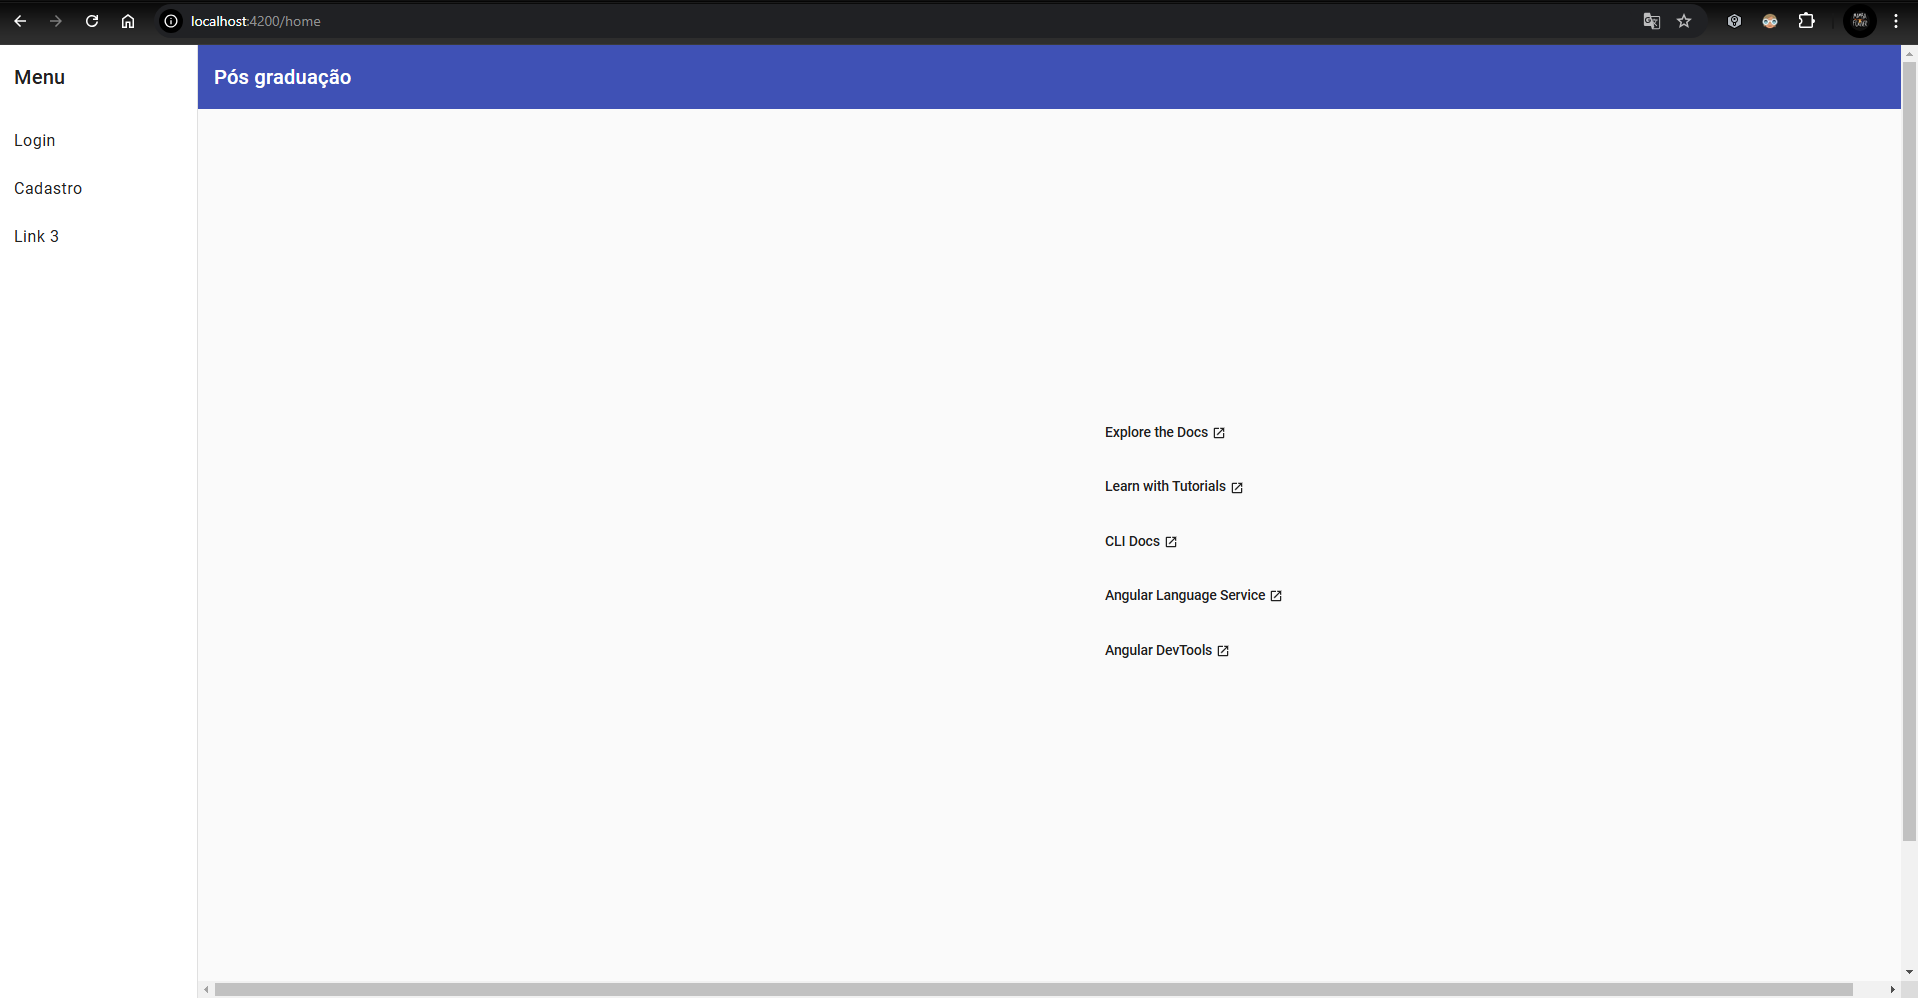 localhost:4200/home
Menu
Pós graduação
Login
Cadastro
Link 3
Explore the Docs
Learn with Tutorials
CLI Docs
Angular Language Service
Angular DevTools